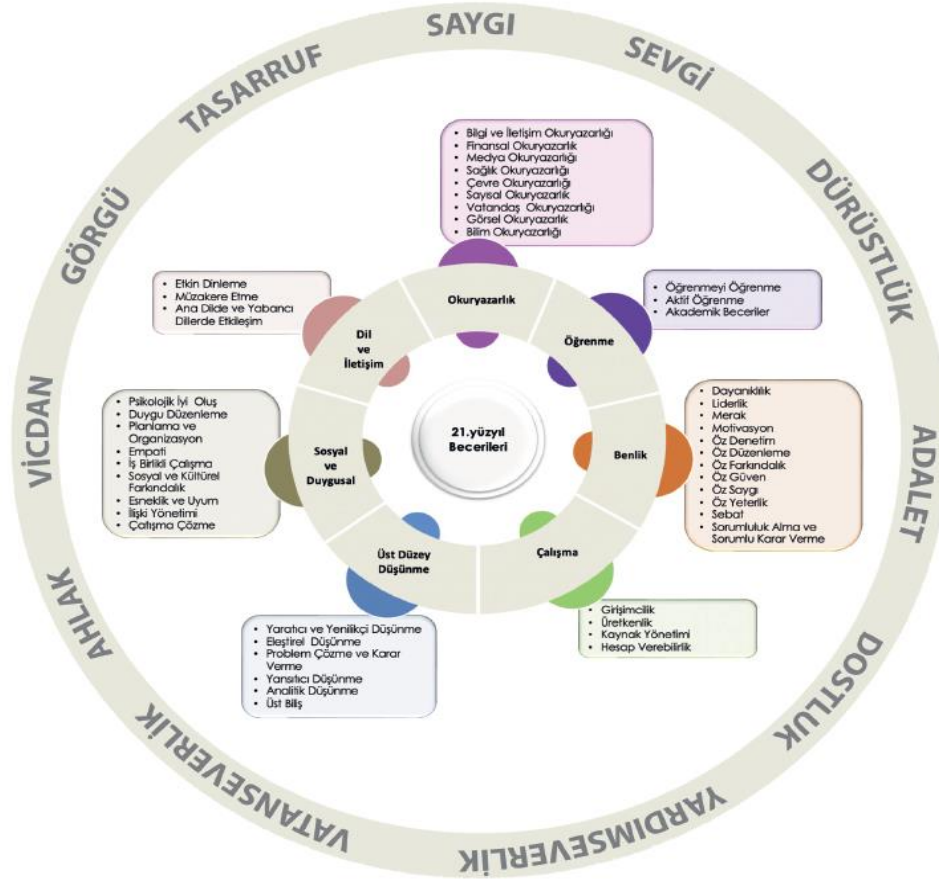 SAYGI
SEVGİ
DÜRÜSTLÜK
ADALET
DOSTLUK
YARDIMSEVERLİK
VATANSEVERLİK
AHLAK
VİCDAN
GÖRGÜ
TASARRUF
• Bilgi ve İletişim Okuryazarlığı
• Finansal Okuryazarlık
• Medya Okuryazarlığı
• Sağlık Okuryazarlığı
• Çevre Okuryazarlığı
• Sayısal Okuryazarlık
• Vatandaş Okuryazarlığı
• Görsel Okuryazarlık
• Bilim Okuryazarlığı
Okuryazarlık
• Öğrenmeyi Öğrenme
• Aktif Öğrenme
• Akademik Beceriler
Öğrenme
• Dayanıklılık
• Liderlik
• Merak
• Motivasyon
• Öz Denetim
• Öz Düzenleme
• Öz Farkındalık
• Öz Güven
• Öz Saygı
• Öz Yeterlik
• Sebat
• Sorumluluk Alma ve
Sorumlu Karar Verme
Benlik
• Girişimcilik
• Üretkenlik
• Kaynak Yönetimi
• Hesap Verebilirlik
Çalışma
• Yaratıcı ve Yenilikçi Düşünme
• Eleştirel Düşünme
• Problem Çözme ve Karar
Verme
• Yansıtıcı Düşünme
• Analitik Düşünme
• Üst Biliş
Üst Düzey
Düşünme
• Psikolojik İyi Oluş
• Duygu Düzenleme
• Planlama ve
Organizasyon
• Empati
• İş Birlikli Çalışma
• Sosyal ve Kültürel
Farkındalık
• Esneklik ve Uyum
• İlişki Yönetimi
• Çatışma Çözme
Sosyal
ve
Duygusal
• Etkin Dinleme
• Müzakere Etme
• Ana Dilde ve Yabancı
Dillerde Etkileşim
Dil
ve
İletişim
21.yüzyıl
Becerileri